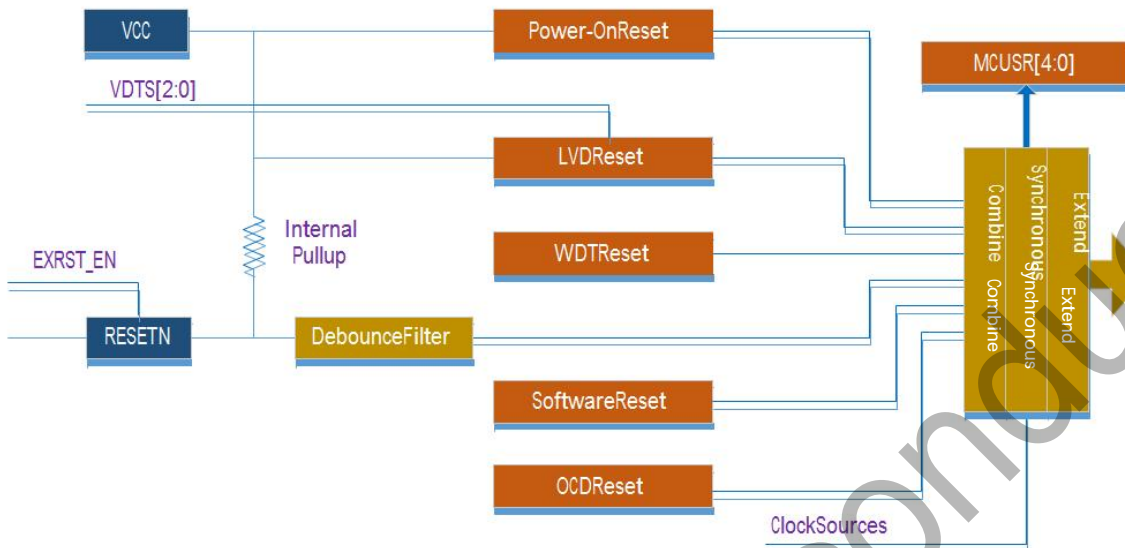 VCC
Power-OnReset
MCUSR[4:0]
VDTS[2:0]
LVDReset
Internal
Pullup
WDTReset
EXRST_EN
RESETN
DebounceFilter
SoftwareReset
OCDReset
ClockSources
Combine Combine
Synchronous Synchronous
Extend Extend
ondu